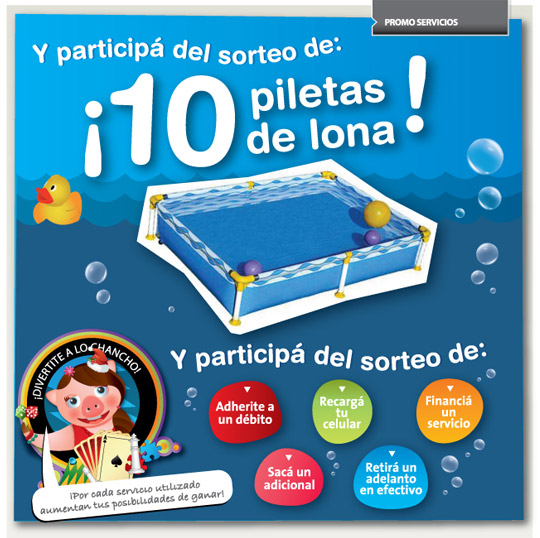 PROMO SERVICIOS
Y participá del sorteo de:
¡10 piletas
de lona!
¡DIVERTITE A LO CHANCHO!
Y participá del sorteo de:
Adherite a
un débito
Recargá
tu
celular
Financiá
un
servicio
Sacá un
adicional
Retirá un
adelanto
en efectivo
¡Por cada servicio utilizado
aumentan tus posibilidades de ganar!